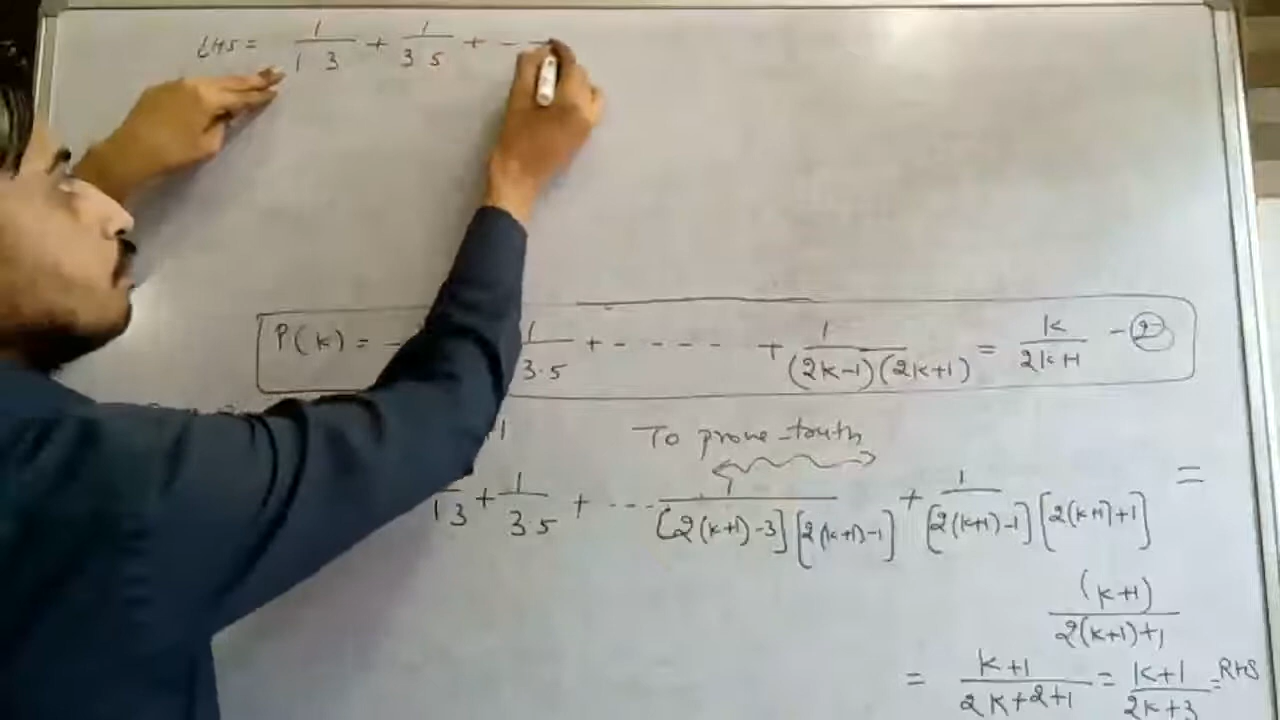 LHS = 1/1 3 + 1/3 5 + - -
P(K) = 1/3·5 + - - - - - + 1/(2K-1)(2K+1) = K/2K+1 - 2
+1 To prove truth
1/1 3 + 1/3 5 + - - - 1/[2(K+1)-3][2(K+1)-1] + 1/[2(K+1)-1][2(K+1)+1] =
(K+1)/2(K+1)+1
= K+1/2K+2+1 = K+1/2K+3 = RHS